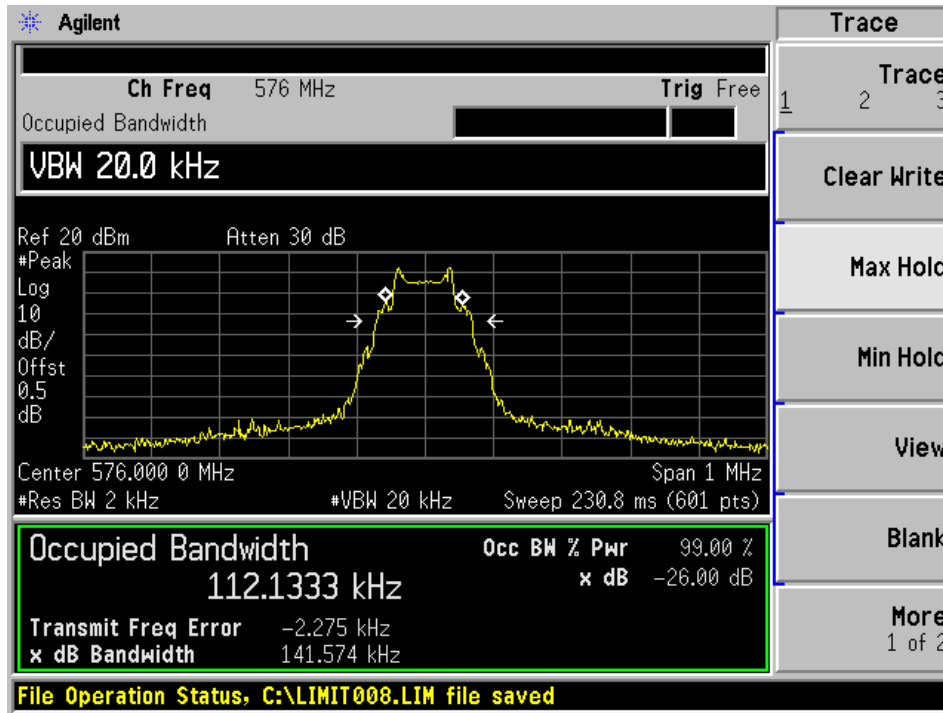 Agilent
Trace
Ch Freq 576 MHz Trig Free
Occupied Bandwidth
VBW 20.0 kHz
Ref 20 dBm Atten 30 dB
#Peak
Log
10
dB/
Offst
0.5
dB
Center 576.000 0 MHz Span 1 MHz
#Res BW 2 kHz #VBW 20 kHz Sweep 230.8 ms (601 pts)
Occupied Bandwidth
112.1333 kHz
Occ BW % Pwr 99.00 %
x dB -26.00 dB
Transmit Freq Error -2.275 kHz
x dB Bandwidth 141.574 kHz
File Operation Status, C:\LIMIT008.LIM file saved
Trace
1 2 3
Clear Write
Max Hold
Min Hold
View
Blank
More
1 of 2